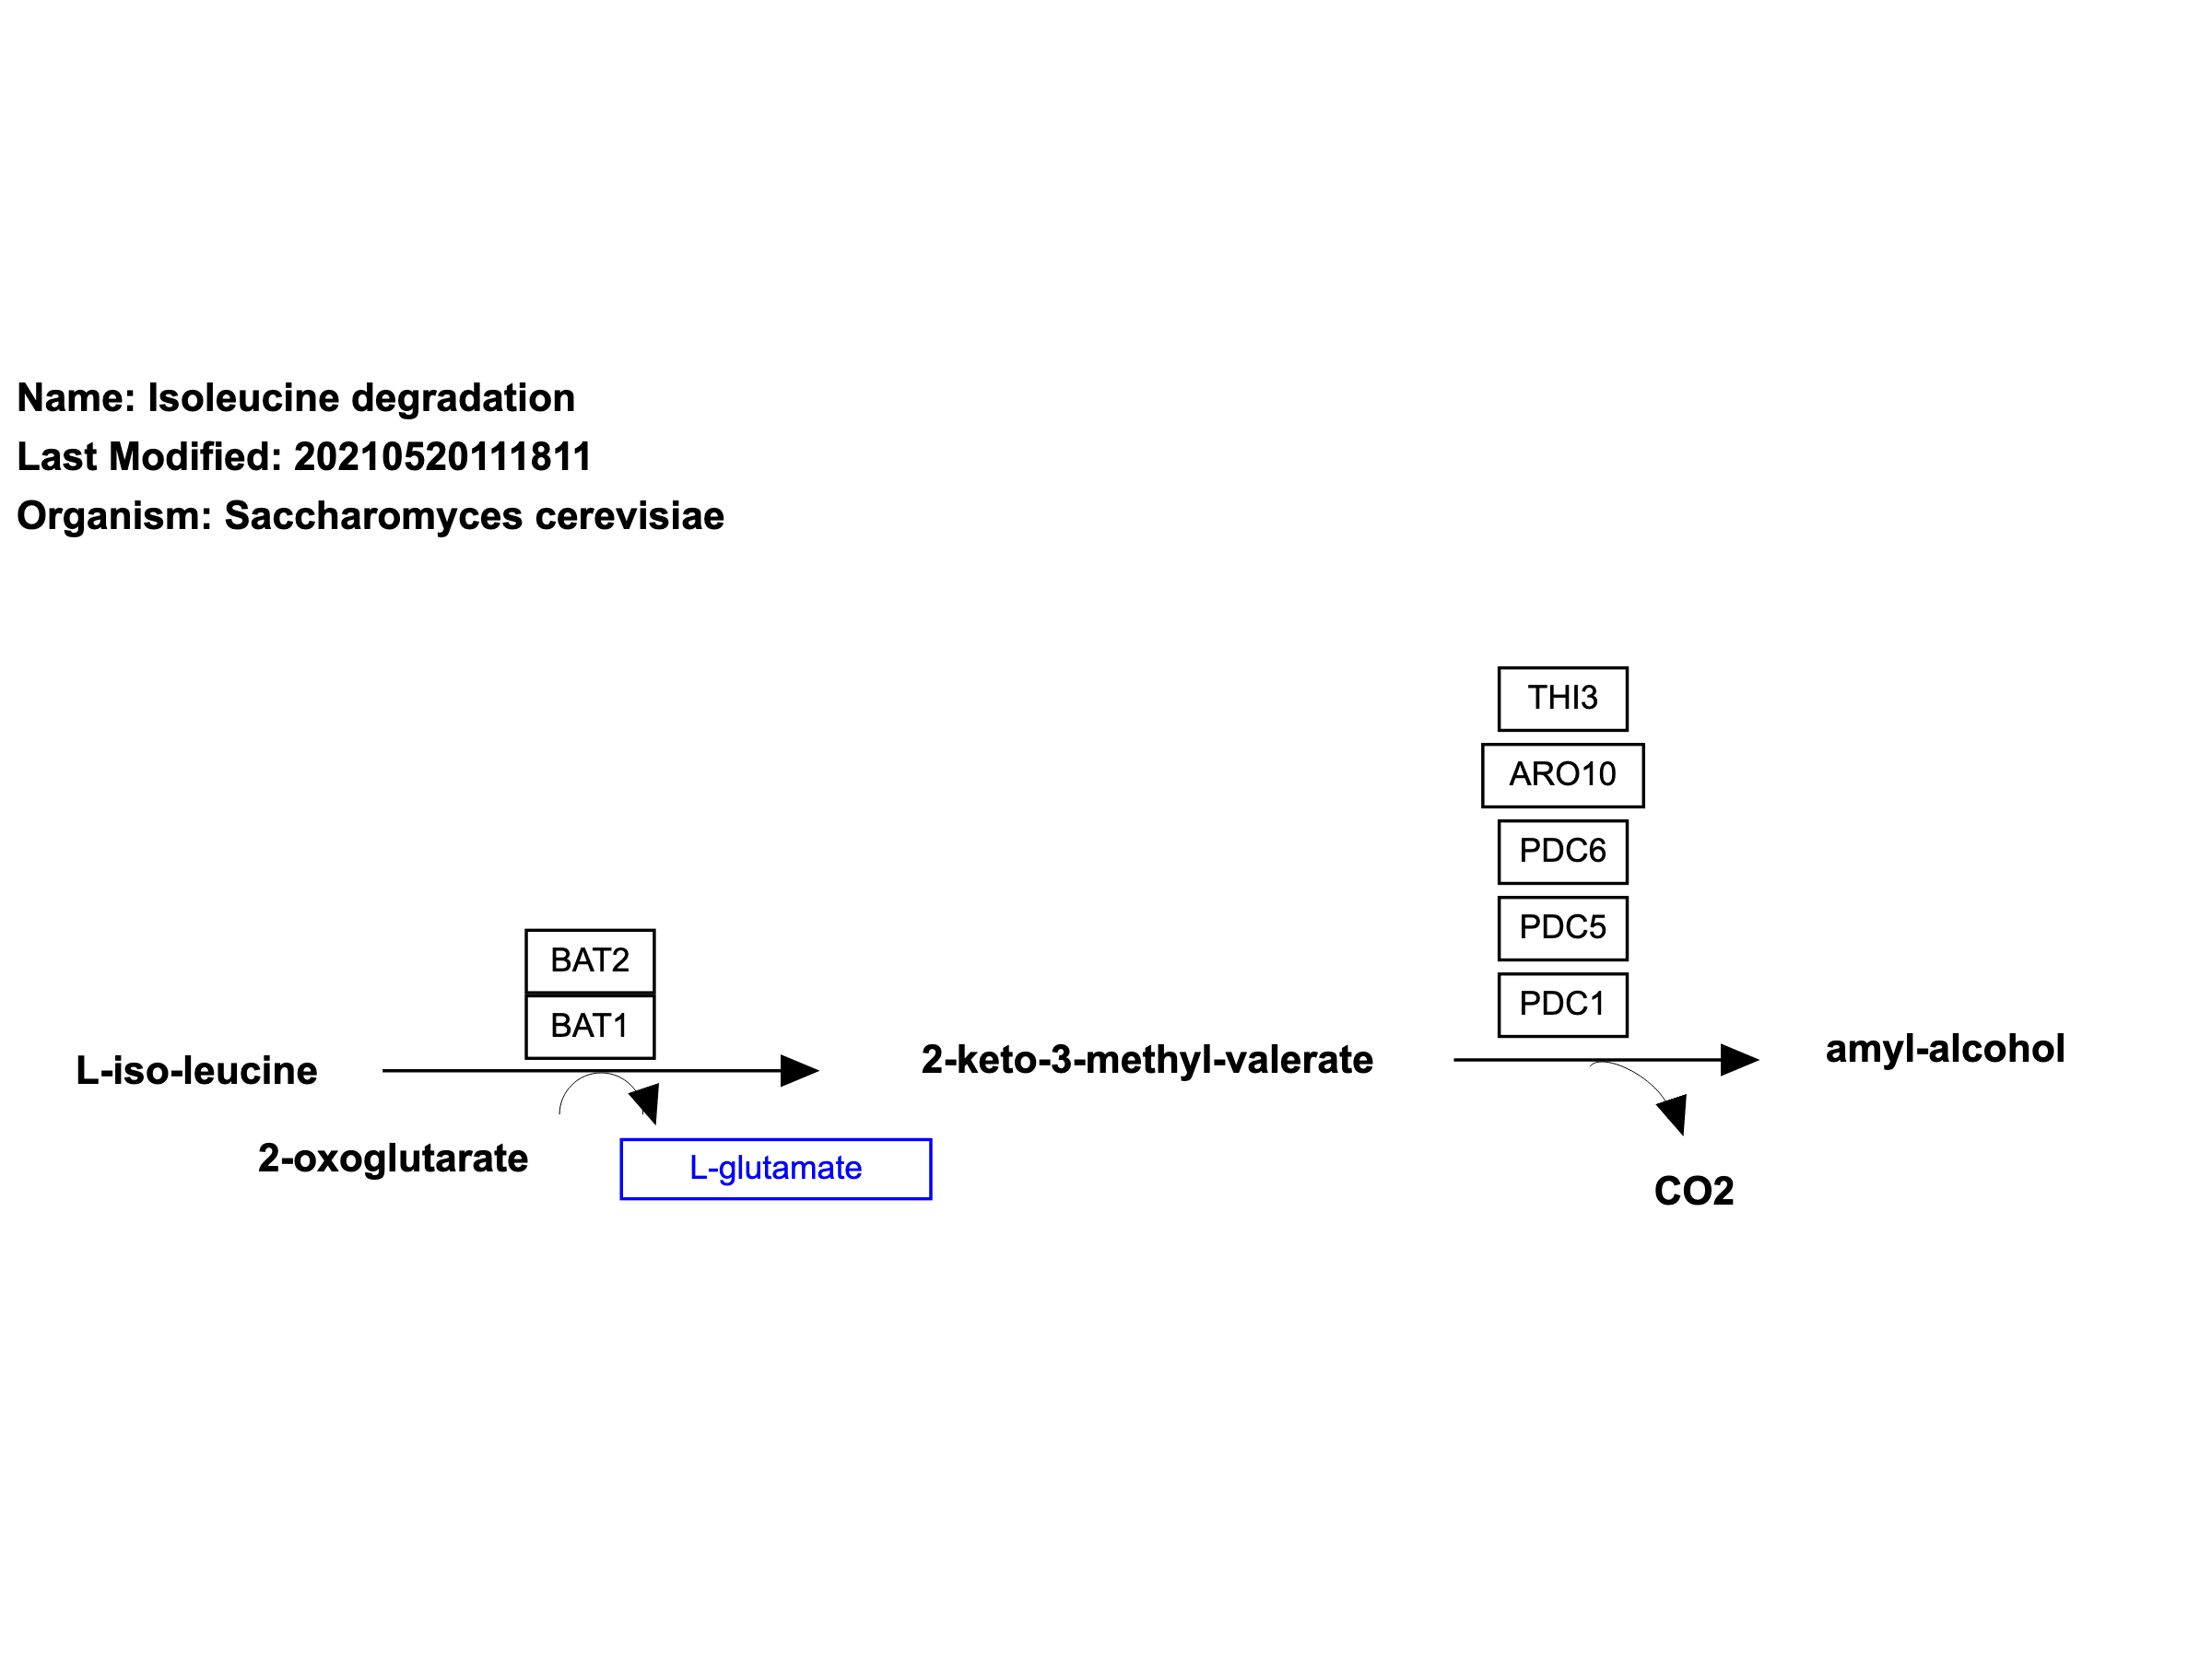 Name: Isoleucine degradation
Last Modified: 20210520111811
Organism: Saccharomyces cerevisiae
THI3
ARO10
PDC6
PDC5
PDC1
BAT2
BAT1
L-iso-leucine
2-keto-3-methyl-valerate
amyl-alcohol
2-oxoglutarate
L-glutamate
CO2